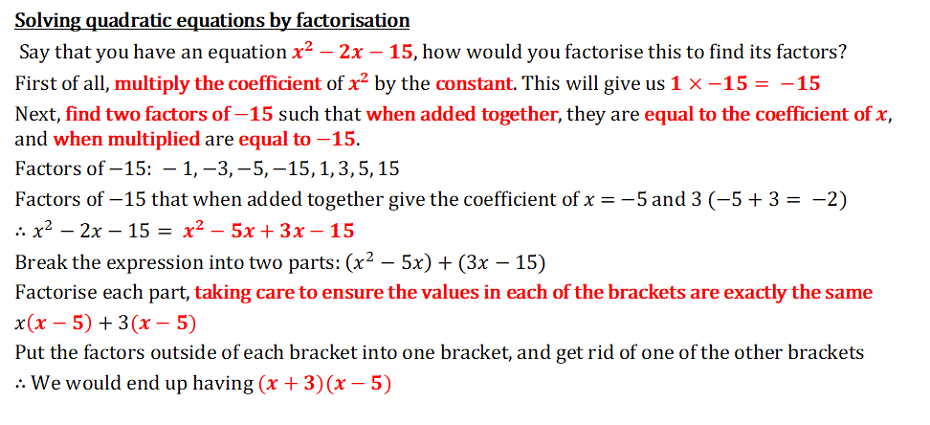 Solving quadratic equations by factorisation
Say that you have an equation x² − 2x − 15, how would you factorise this to find its factors?
First of all, multiply the coefficient of x² by the constant. This will give us 1 × −15 = −15
Next, find two factors of −15 such that when added together, they are equal to the coefficient of x,
and when multiplied are equal to −15.
Factors of −15: − 1, −3, −5, −15, 1, 3, 5, 15
Factors of −15 that when added together give the coefficient of x = −5 and 3 (−5 + 3 = −2)
∴ x² − 2x − 15 = x² − 5x + 3x − 15
Break the expression into two parts: (x² − 5x) + (3x − 15)
Factorise each part, taking care to ensure the values in each of the brackets are exactly the same
x(x − 5) + 3(x − 5)
Put the factors outside of each bracket into one bracket, and get rid of one of the other brackets
∴ We would end up having (x + 3)(x − 5)